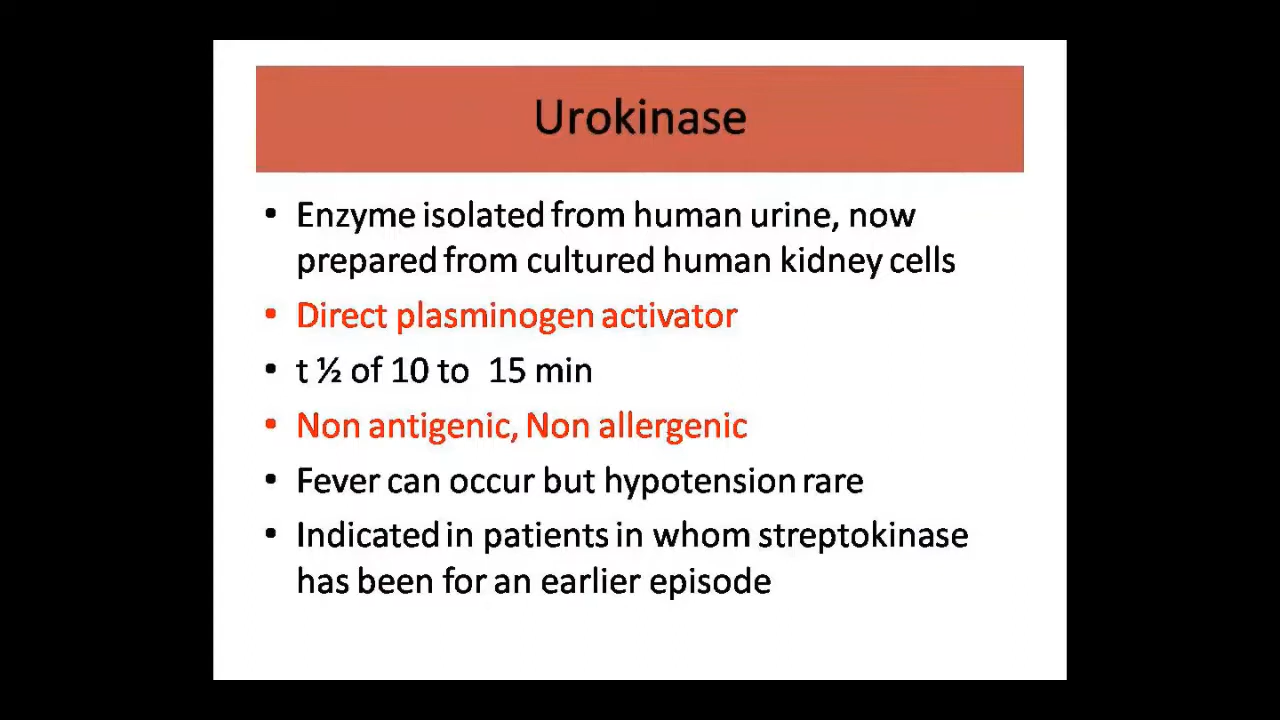 Urokinase
• Enzyme isolated from human urine, now
prepared from cultured human kidney cells
• Direct plasminogen activator
• t ½ of 10 to 15 min
• Non antigenic, Non allergenic
• Fever can occur but hypotension rare
• Indicated in patients in whom streptokinase
has been for an earlier episode